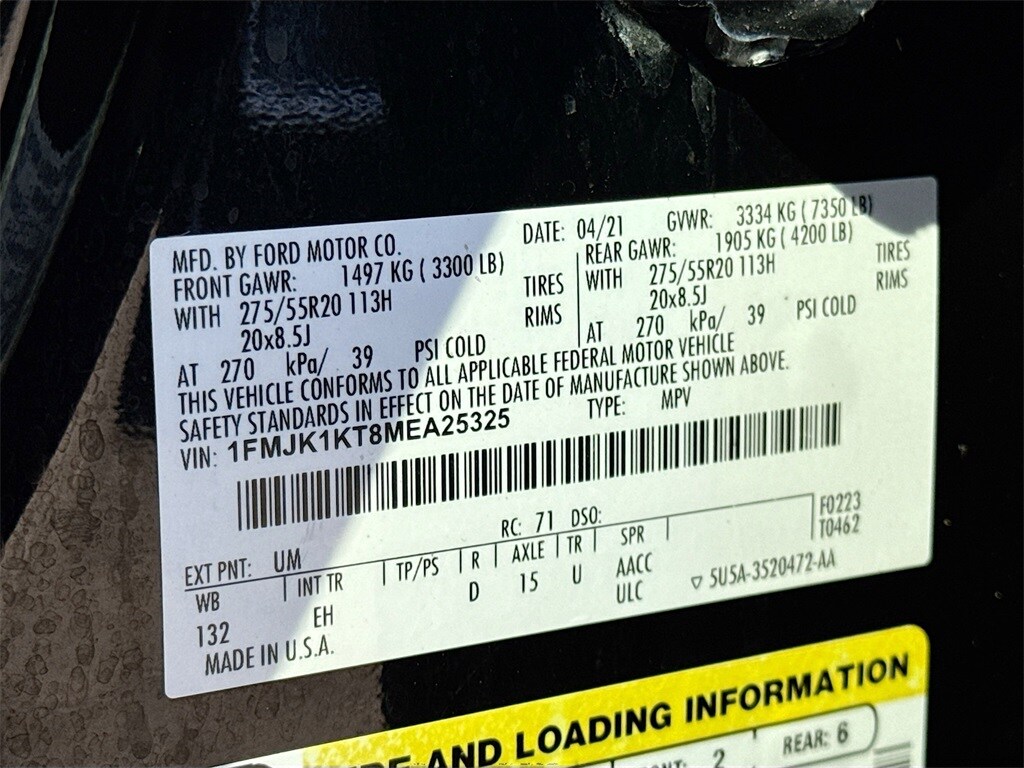 MFD. BY FORD MOTOR CO. DATE: 04/21 GVWR: 3334 KG ( 7350 LB)
FRONT GAWR: 1497 KG ( 3300 LB) REAR GAWR: 1905 KG ( 4200 LB)
WITH 275/55R20 113H TIRES WITH 275/55R20 113H TIRES
20x8.5J RIMS 20x8.5J RIMS
AT 270 kPa/ 39 PSI COLD AT 270 kPa/ 39 PSI COLD
THIS VEHICLE CONFORMS TO ALL APPLICABLE FEDERAL MOTOR VEHICLE
SAFETY STANDARDS IN EFFECT ON THE DATE OF MANUFACTURE SHOWN ABOVE.
VIN: 1FMJK1KT8MEA25325 TYPE: MPV
F0223
T0462
EXT PNT: UM RC: 71 DSO:
WB INT TR TP/PS R AXLE TR SPR
132 EH D 15 U AACC
ULC
▽ 5U5A-3520472-AA
MADE IN U.S.A.
AND LOADING INFORMATION
2 REAR: 6